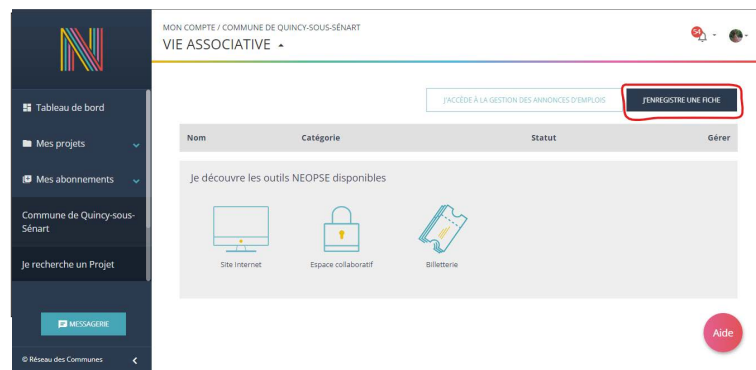 MON COMPTE / COMMUNE DE QUINCY-SOUS-SÉNART
VIE ASSOCIATIVE
54
Tableau de bord
Mes projets
Mes abonnements
Commune de Quincy-sous-
Sénart
Je recherche un Projet
MESSAGERIE
© Réseau des Communes
J'ACCÈDE À LA GESTION DES ANNONCES D'EMPLOIS
J'ENREGISTRE UNE FICHE
Nom Catégorie Statut Gérer
Je découvre les outils NEOPSE disponibles
Site Internet Espace collaboratif Billetterie
Aide